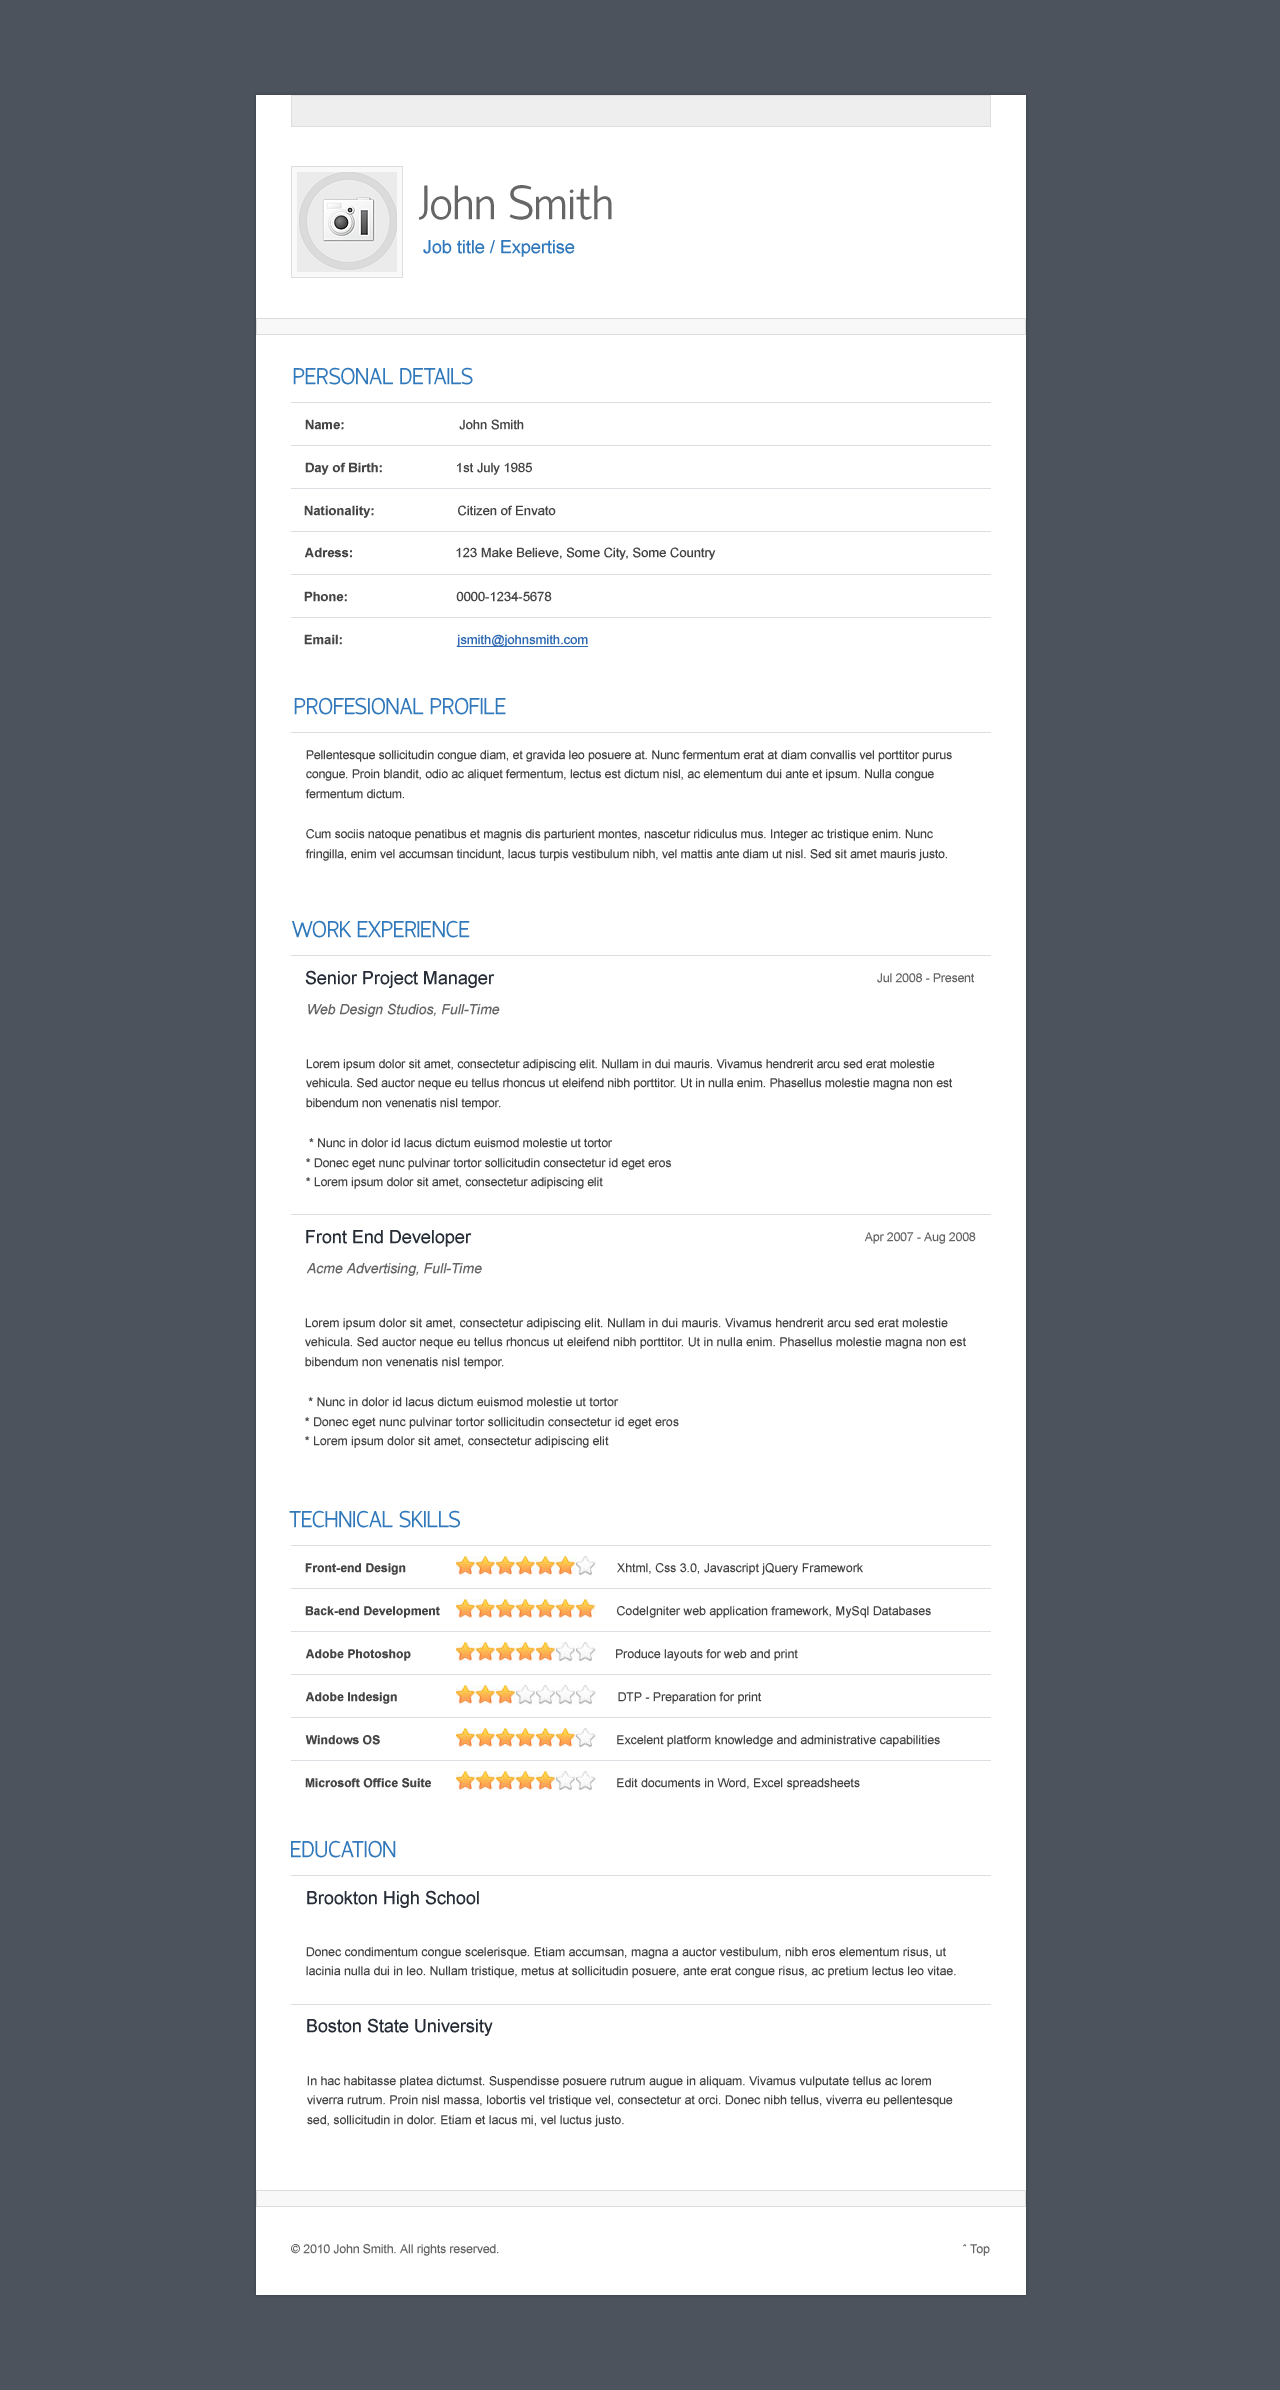 John Smith
Job title / Expertise
PERSONAL DETAILS
Name: John Smith
Day of Birth: 1st July 1985
Nationality: Citizen of Envato
Adress: 123 Make Believe, Some City, Some Country
Phone: 0000-1234-5678
Email: jsmith@johnsmith.com
PROFESIONAL PROFILE
Pellentesque sollicitudin congue diam, et gravida leo posuere at. Nunc fermentum erat at diam convallis vel porttitor purus
congue. Proin blandit, odio ac aliquet fermentum, lectus est dictum nisl, ac elementum dui ante et ipsum. Nulla congue
fermentum dictum.
Cum sociis natoque penatibus et magnis dis parturient montes, nascetur ridiculus mus. Integer ac tristique enim. Nunc
fringilla, enim vel accumsan tincidunt, lacus turpis vestibulum nibh, vel mattis ante diam ut nisl. Sed sit amet mauris justo.
WORK EXPERIENCE
Senior Project Manager Jul 2008 - Present
Web Design Studios, Full-Time
Lorem ipsum dolor sit amet, consectetur adipiscing elit. Nullam in dui mauris. Vivamus hendrerit arcu sed erat molestie
vehicula. Sed auctor neque eu tellus rhoncus ut eleifend nibh porttitor. Ut in nulla enim. Phasellus molestie magna non est
bibendum non venenatis nisl tempor.
* Nunc in dolor id lacus dictum euismod molestie ut tortor
* Donec eget nunc pulvinar tortor sollicitudin consectetur id eget eros
* Lorem ipsum dolor sit amet, consectetur adipiscing elit
Front End Developer Apr 2007 - Aug 2008
Acme Advertising, Full-Time
Lorem ipsum dolor sit amet, consectetur adipiscing elit. Nullam in dui mauris. Vivamus hendrerit arcu sed erat molestie
vehicula. Sed auctor neque eu tellus rhoncus ut eleifend nibh porttitor. Ut in nulla enim. Phasellus molestie magna non est
bibendum non venenatis nisl tempor.
* Nunc in dolor id lacus dictum euismod molestie ut tortor
* Donec eget nunc pulvinar tortor sollicitudin consectetur id eget eros
* Lorem ipsum dolor sit amet, consectetur adipiscing elit
TECHNICAL SKILLS
Front-end Design Xhtml, Css 3.0, Javascript jQuery Framework
Back-end Development CodeIgniter web application framework, MySql Databases
Adobe Photoshop Produce layouts for web and print
Adobe Indesign DTP - Preparation for print
Windows OS Excelent platform knowledge and administrative capabilities
Microsoft Office Suite Edit documents in Word, Excel spreadsheets
EDUCATION
Brookton High School
Donec condimentum congue scelerisque. Etiam accumsan, magna a auctor vestibulum, nibh eros elementum risus, ut
lacinia nulla dui in leo. Nullam tristique, metus at sollicitudin posuere, ante erat congue risus, ac pretium lectus leo vitae.
Boston State University
In hac habitasse platea dictumst. Suspendisse posuere rutrum augue in aliquam. Vivamus vulputate tellus ac lorem
viverra rutrum. Proin nisl massa, lobortis vel tristique vel, consectetur at orci. Donec nibh tellus, viverra eu pellentesque
sed, sollicitudin in dolor. Etiam et lacus mi, vel luctus justo.
© 2010 John Smith. All rights reserved. ˆ Top